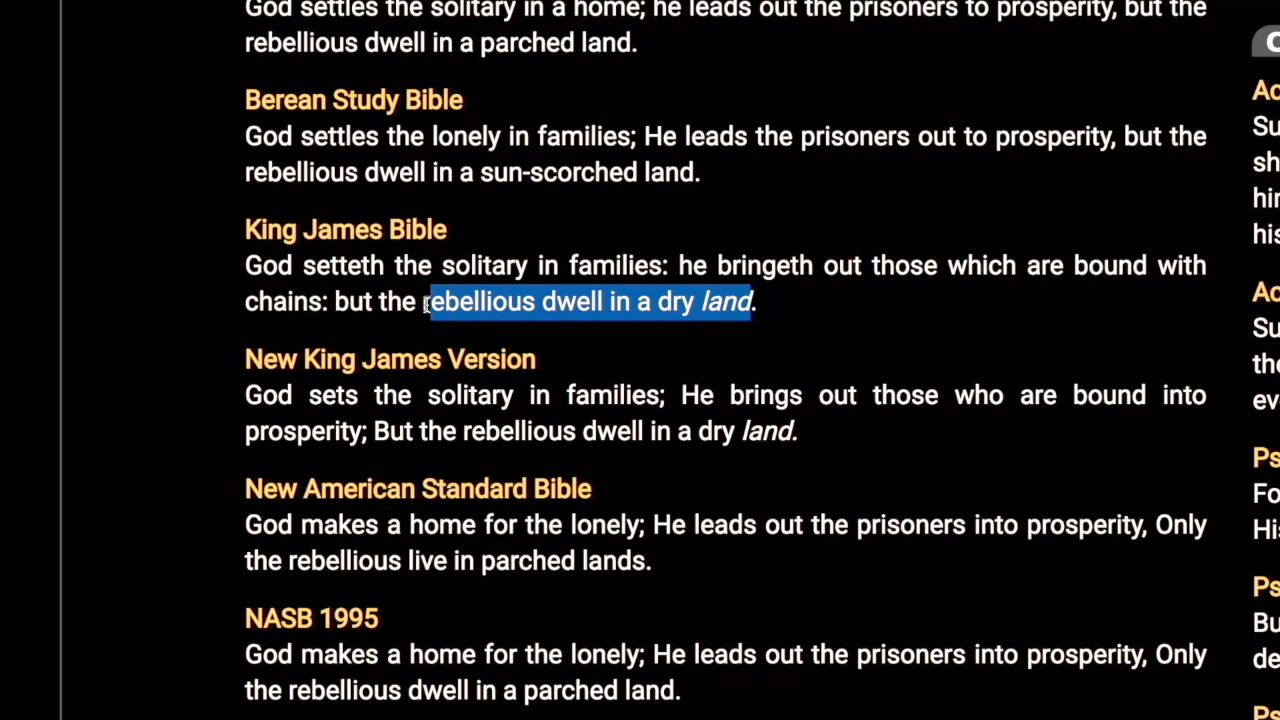 God settles the solitary in a home; he leads out the prisoners to prosperity, but the
rebellious dwell in a parched land.
Berean Study Bible
God settles the lonely in families; He leads the prisoners out to prosperity, but the
rebellious dwell in a sun-scorched land.
King James Bible
God setteth the solitary in families: he bringeth out those which are bound with
chains: but the rebellious dwell in a dry land.
New King James Version
God sets the solitary in families; He brings out those who are bound into
prosperity; But the rebellious dwell in a dry land.
New American Standard Bible
God makes a home for the lonely; He leads out the prisoners into prosperity, Only
the rebellious live in parched lands.
NASB 1995
God makes a home for the lonely; He leads out the prisoners into prosperity, Only
the rebellious dwell in a parched land.